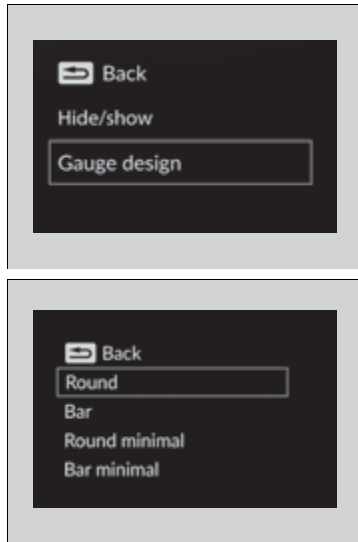 Back
Hide/show
Gauge design
Back
Round
Bar
Round minimal
Bar minimal